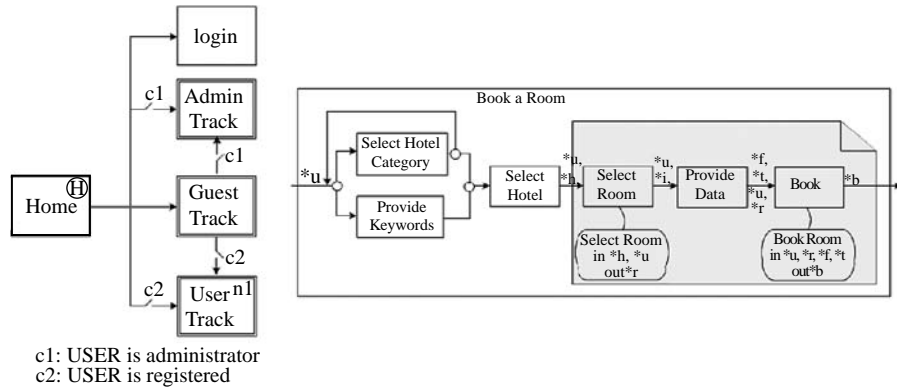 login
c1
Admin
Track
c1
H
Home
Guest
Track
c2
c2
User n1
Track
c1: USER is administrator
c2: USER is registered
Book a Room
*u
Select Hotel
Category
Provide
Keywords
Select
Hotel
*u,
*h,
Select
Room
*u,
*i,
Provide
Data
*f,
*t,
*u,
*r
Book
*b
Select Room
in *h, *u
out*r
Book Room
in *u, *r, *f, *t
out*b